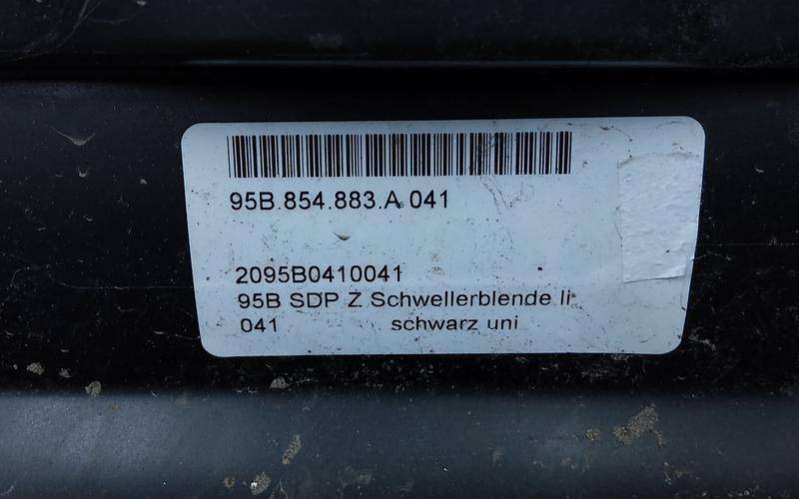 95B.854.883.A 041
2095B0410041
95B SDP Z Schwellerblende li
041 schwarz uni